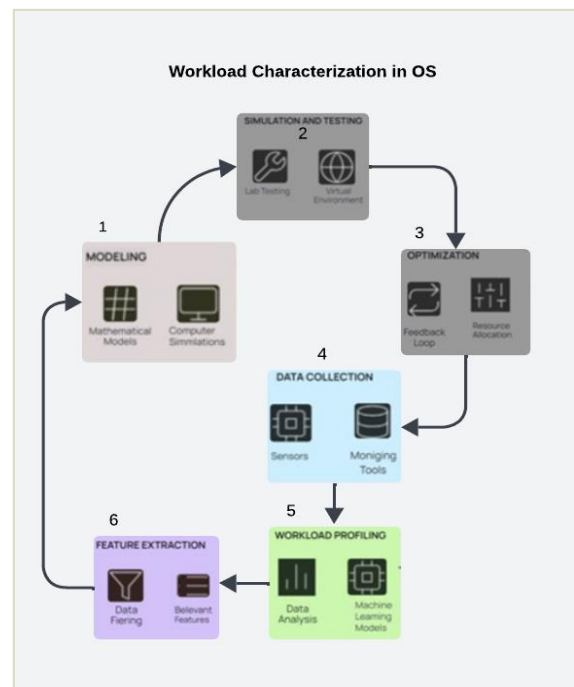 Workload Characterization in OS
SIMULATION AND TESTING
2
Lab Testing
Virtual
Environment
1
MODELING
Mathematical
Models
Computer
Simmlations
3
OPTIMIZATION
Feedback
Loop
Resource
Allocation
4
DATA COLLECTION
Sensors
Moniging
Tools
5
WORKLOAD PROFILING
Data
Analysis
Machine
Learning
Models
6
FEATURE EXTRACTION
Data
Fiering
Belevant
Features